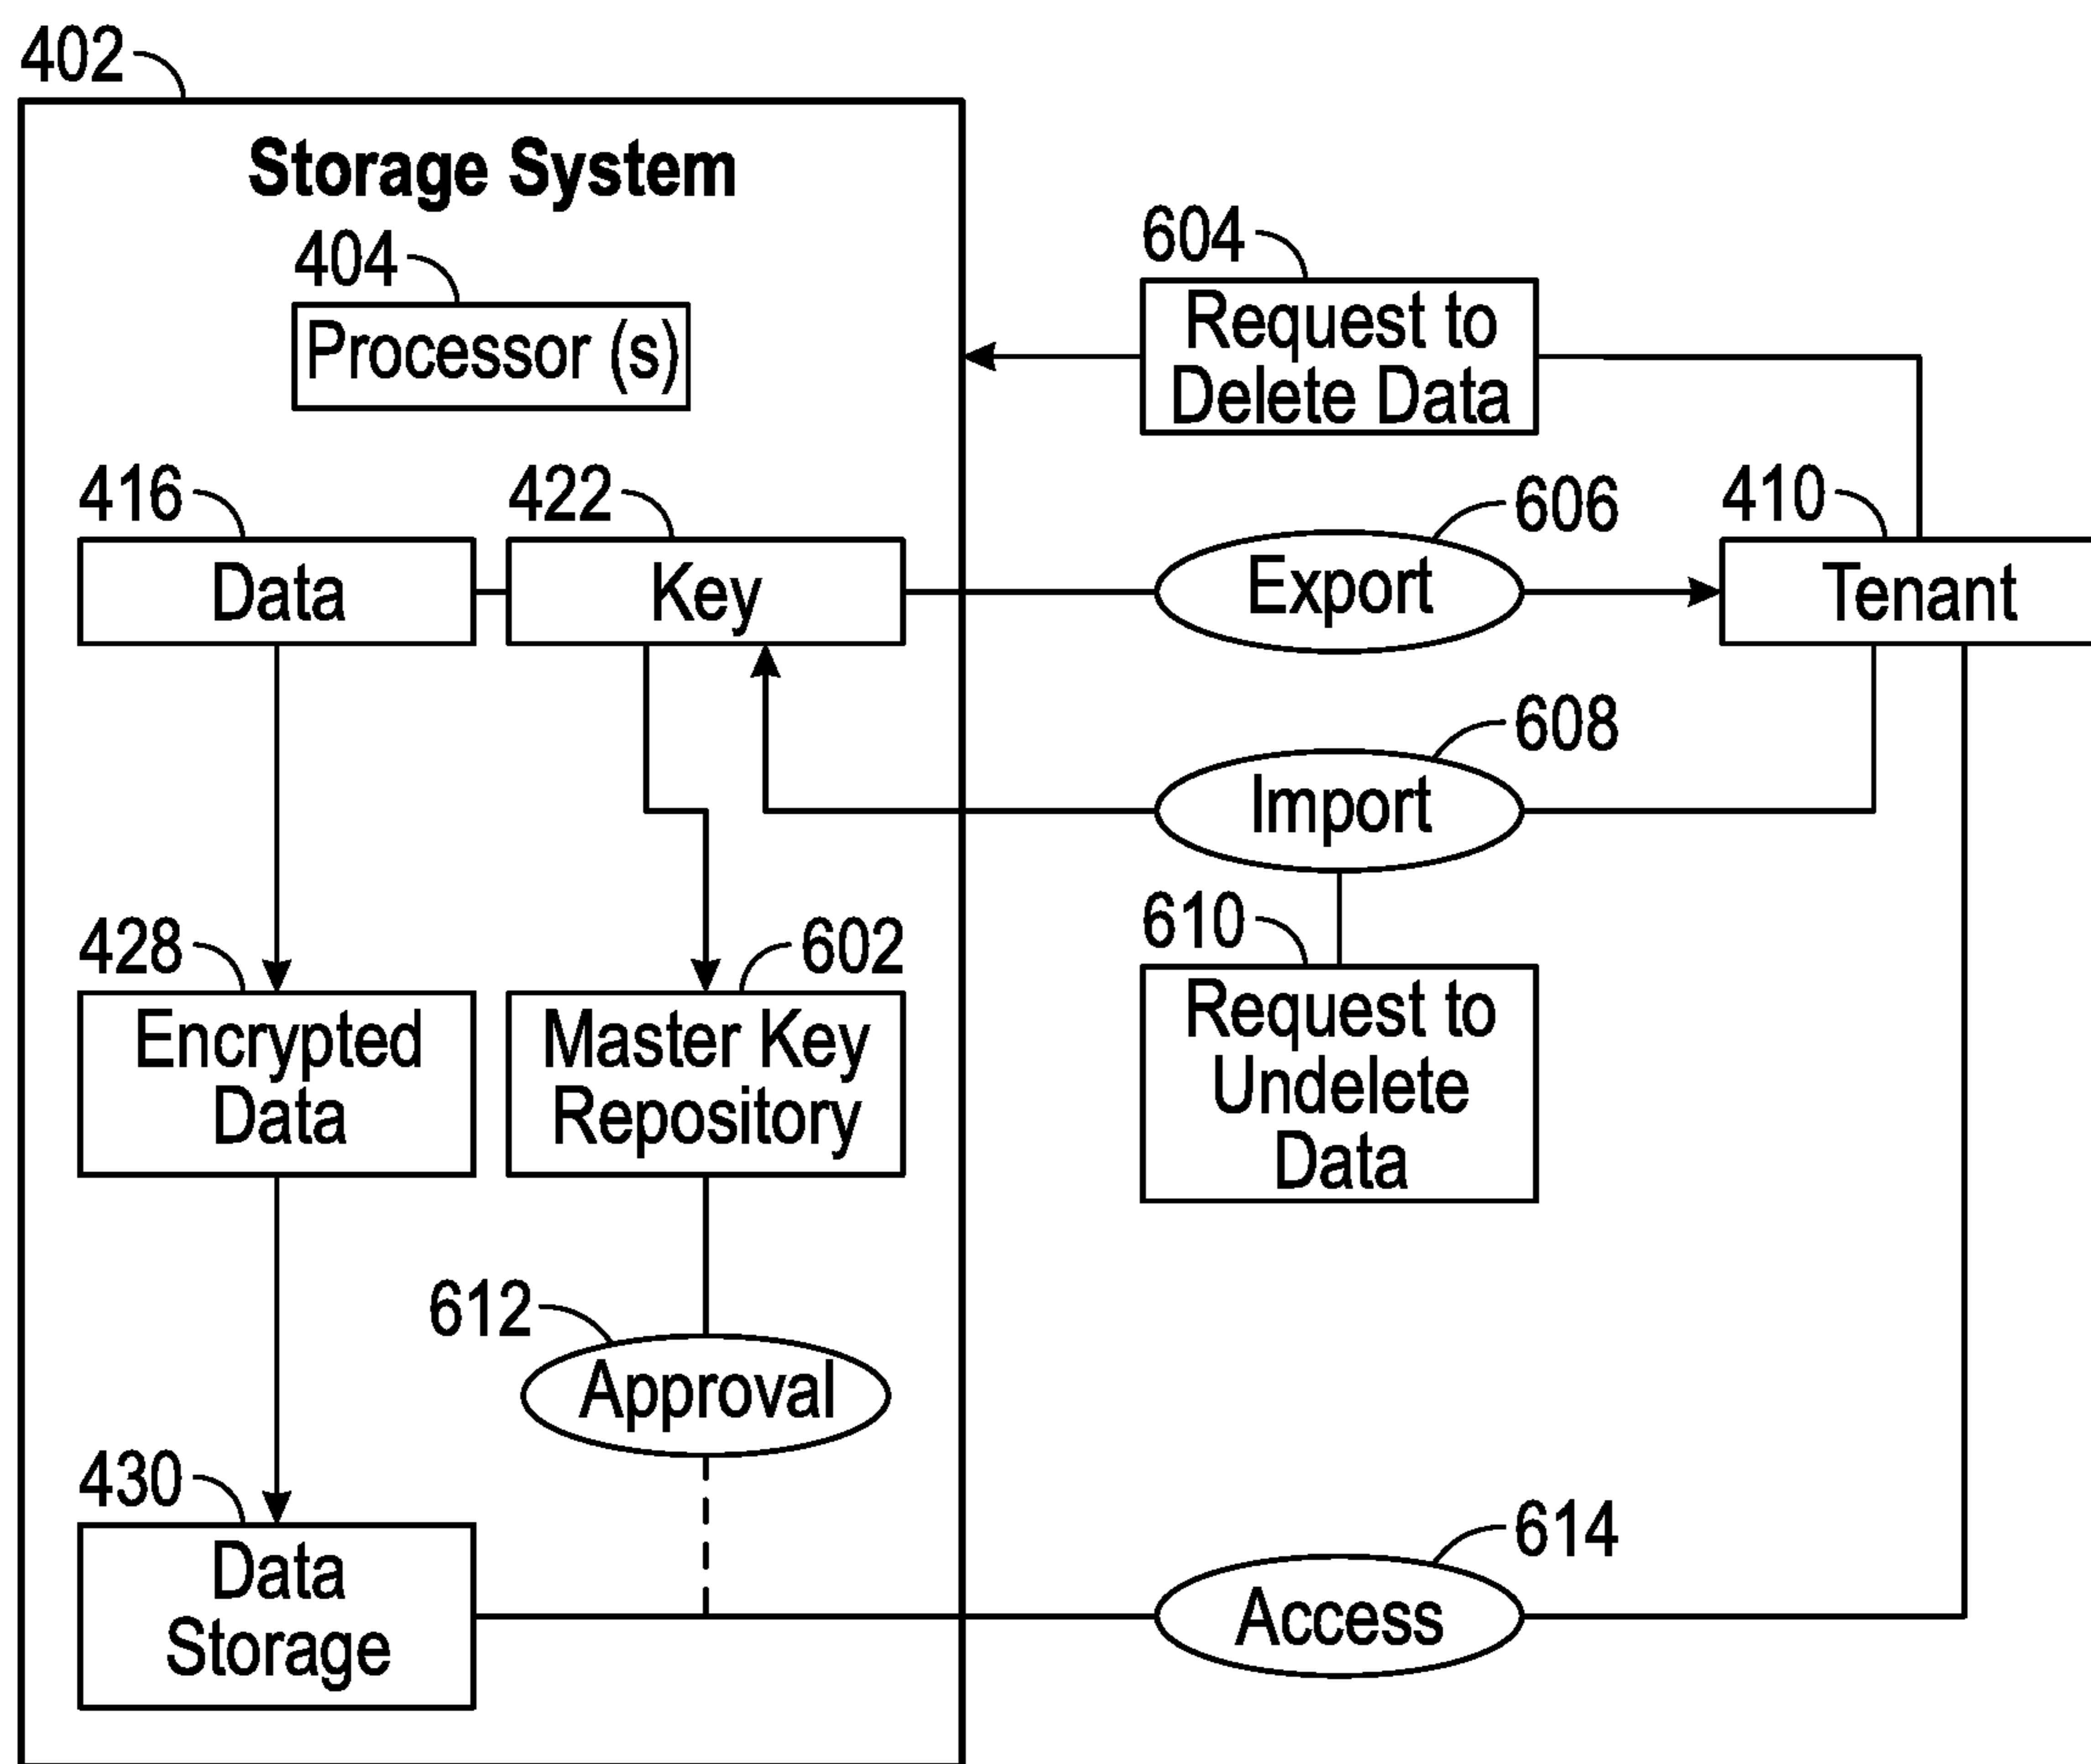 402
Storage System
404
Processor (s)
604
Request to
Delete Data
416
Data
422
Key
606
Export
410
Tenant
608
Import
428
Encrypted
Data
602
Master Key
Repository
610
Request to
Undelete
Data
612
Approval
430
Data
Storage
614
Access